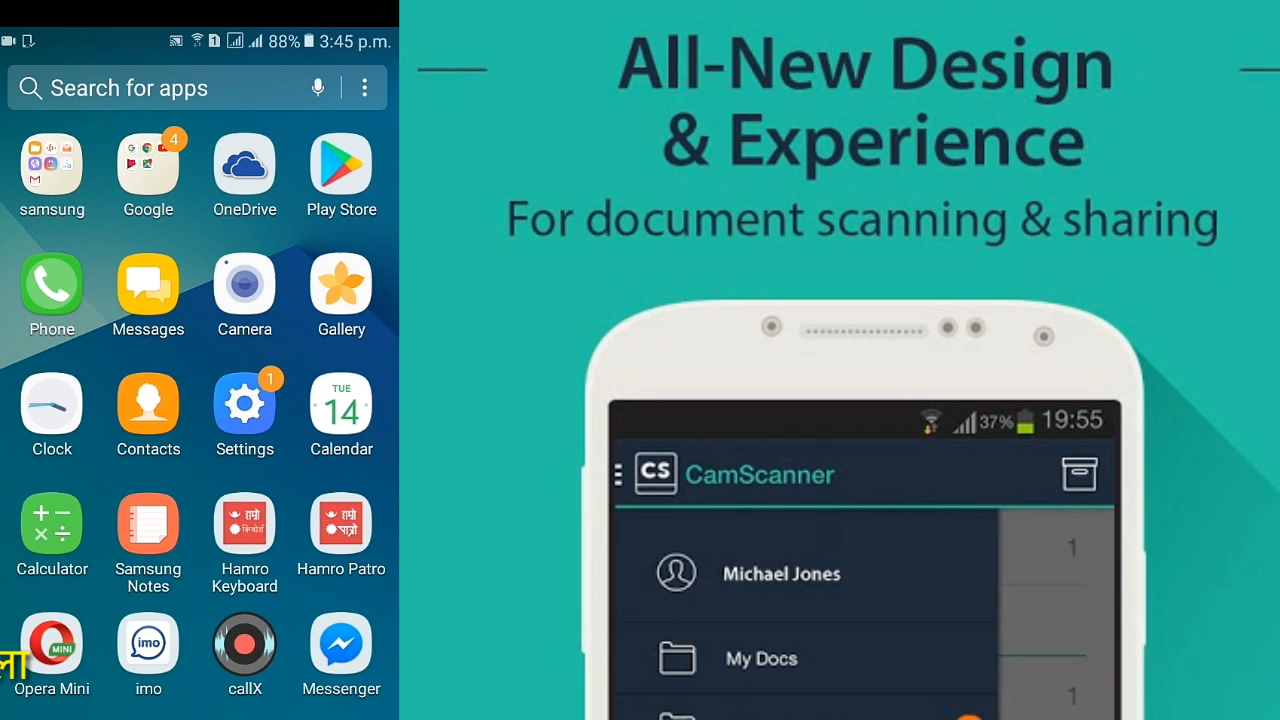 88% 3:45 p.m.
Search for apps
4
samsung
Google
OneDrive
Play Store
Phone
Messages
Camera
Gallery
1
TUE
14
Clock
Contacts
Settings
Calendar
हाम्रो
किबोर्ड
हाम्रो
पात्रो
Calculator
Samsung
Notes
Hamro
Keyboard
Hamro Patro
MINI
imo
ला
Opera Mini
imo
callX
Messenger
All-New Design
& Experience
For document scanning & sharing
37% 19:55
CS CamScanner
1
Michael Jones
My Docs
1